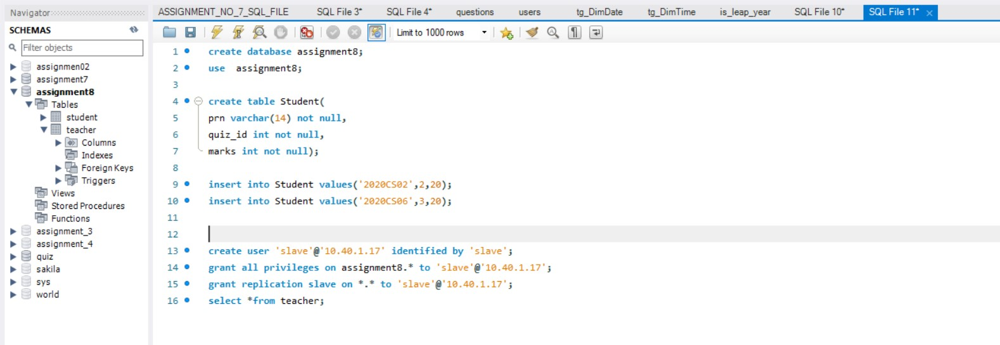 Navigator
SCHEMAS
Filter objects
assignmen02
assignment7
assignment8
Tables
student
teacher
Columns
Indexes
Foreign Keys
Triggers
Views
Stored Procedures
Functions
assignment_3
assignment_4
quiz
sakila
sys
world
ASSIGNMENT_NO_7_SQL_FILE SQL File 3* SQL File 4* questions users tg_DimDate tg_DimTime is_leap_year SQL File 10* SQL File 11*
Limit to 1000 rows
1 create database assignment8;
2 use  assignment8;
3
4 create table Student(
5 prn varchar(14) not null,
6 quiz_id int not null,
7 marks int not null);
8
9 insert into Student values('2020CS02',2,20);
10 insert into Student values('2020CS06',3,20);
11
12
13 create user 'slave'@'10.40.1.17' identified by 'slave';
14 grant all privileges on assignment8.* to 'slave'@'10.40.1.17';
15 grant replication slave on *.* to 'slave'@'10.40.1.17';
16 select *from teacher;